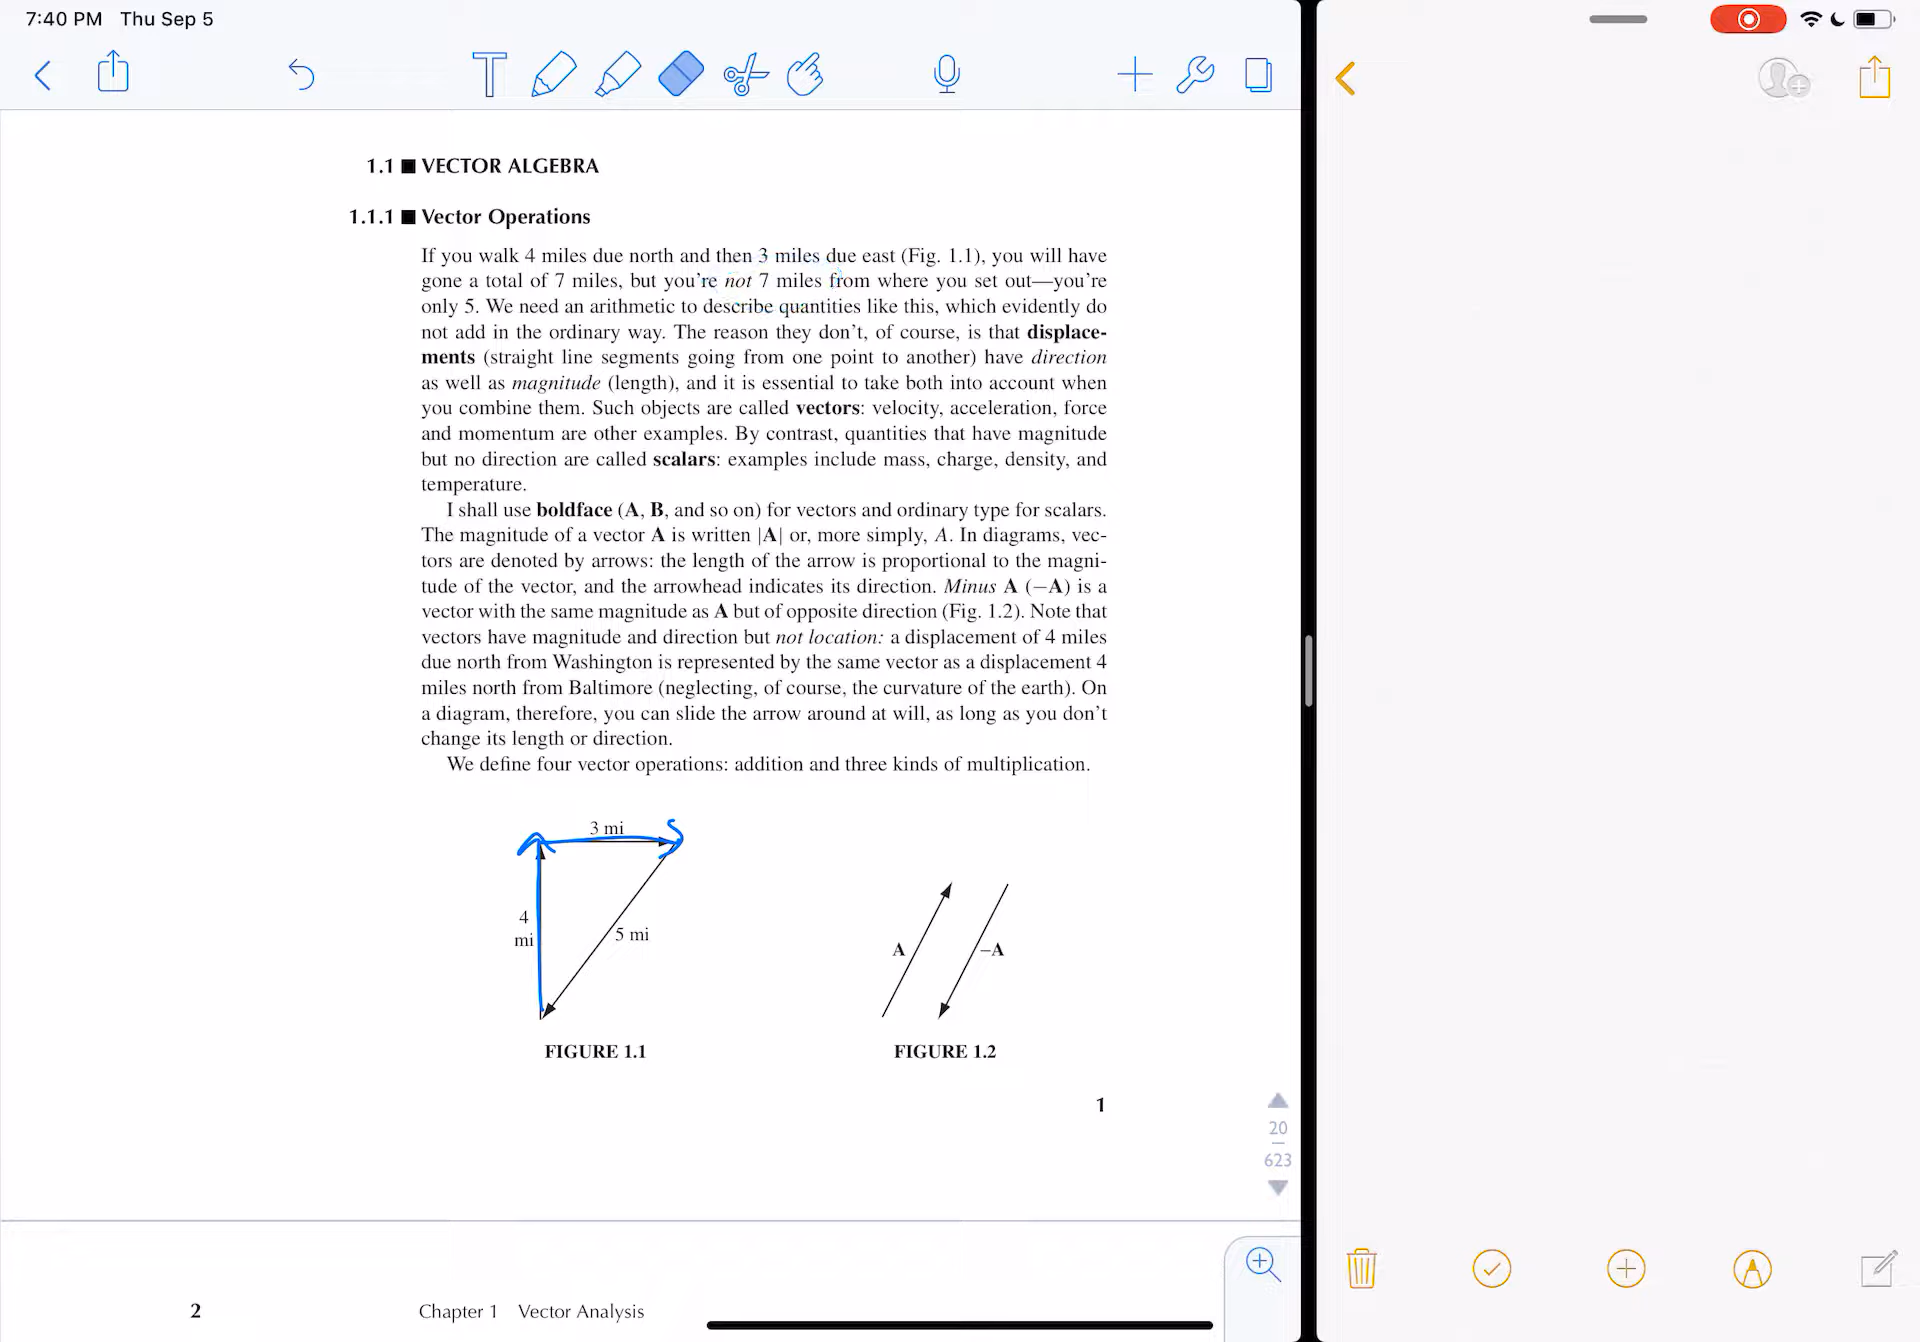 7:40 PM Thu Sep 5
1.1 ■ VECTOR ALGEBRA
1.1.1 ■ Vector Operations
If you walk 4 miles due north and then 3 miles due east (Fig. 1.1), you will have
gone a total of 7 miles, but you're not 7 miles from where you set out—you're
only 5. We need an arithmetic to describe quantities like this, which evidently do
not add in the ordinary way. The reason they don't, of course, is that displace-
ments (straight line segments going from one point to another) have direction
as well as magnitude (length), and it is essential to take both into account when
you combine them. Such objects are called vectors: velocity, acceleration, force
and momentum are other examples. By contrast, quantities that have magnitude
but no direction are called scalars: examples include mass, charge, density, and
temperature.
I shall use boldface (A, B, and so on) for vectors and ordinary type for scalars.
The magnitude of a vector A is written |A| or, more simply, A. In diagrams, vec-
tors are denoted by arrows: the length of the arrow is proportional to the magni-
tude of the vector, and the arrowhead indicates its direction. Minus A (−A) is a
vector with the same magnitude as A but of opposite direction (Fig. 1.2). Note that
vectors have magnitude and direction but not location: a displacement of 4 miles
due north from Washington is represented by the same vector as a displacement 4
miles north from Baltimore (neglecting, of course, the curvature of the earth). On
a diagram, therefore, you can slide the arrow around at will, as long as you don't
change its length or direction.
We define four vector operations: addition and three kinds of multiplication.
3 mi
4
mi
5 mi
A
−A
FIGURE 1.1
FIGURE 1.2
1
20
623
2 Chapter 1 Vector Analysis